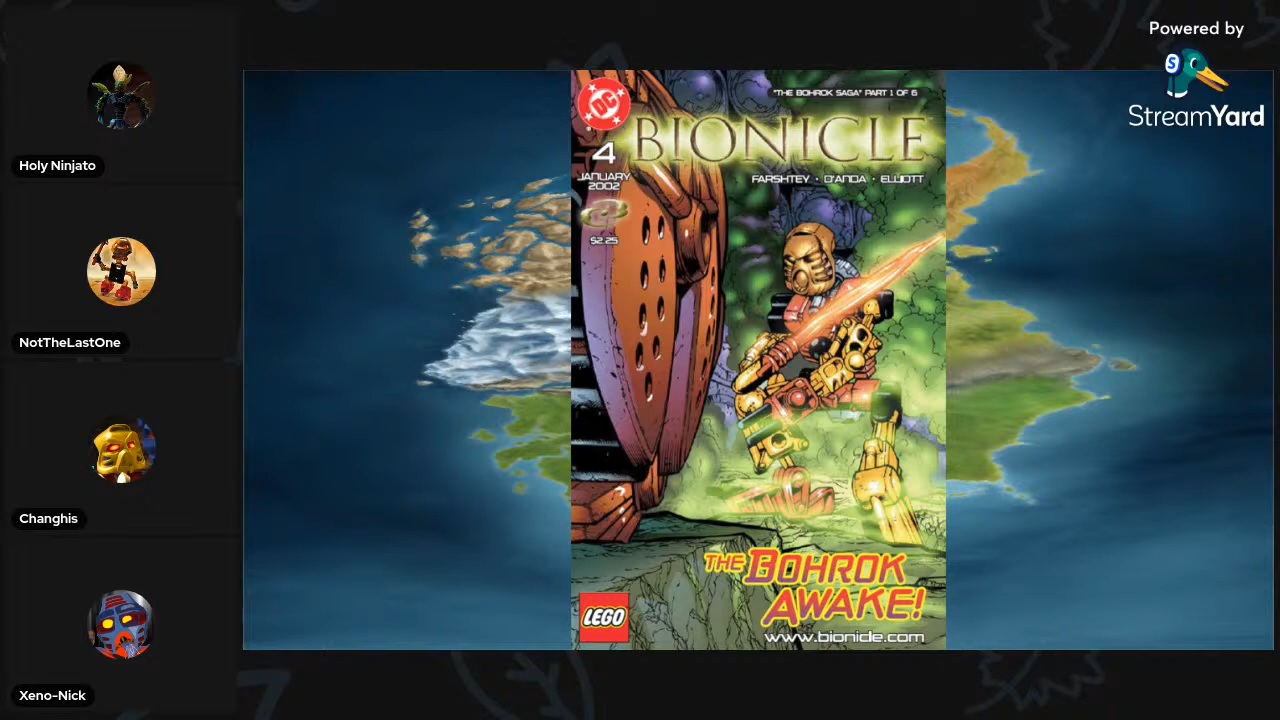 Powered by
StreamYard
Holy Ninjato
NotTheLastOne
Changhis
Xeno-Nick
DC
"THE BOHROK SAGA" PART 1 OF 6
BIONICLE
4
JANUARY
2002
$2.25
FARSHTEY • D'ANDA • ELLIOTT
THE BOHROK
AWAKE!
LEGO
www.bionicle.com